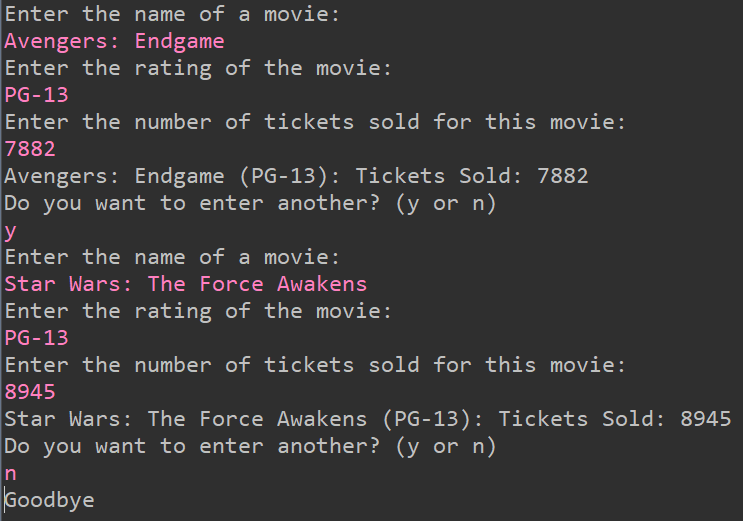 Enter the name of a movie:
Avengers: Endgame
Enter the rating of the movie:
PG-13
Enter the number of tickets sold for this movie:
7882
Avengers: Endgame (PG-13): Tickets Sold: 7882
Do you want to enter another? (y or n)
y
Enter the name of a movie:
Star Wars: The Force Awakens
Enter the rating of the movie:
PG-13
Enter the number of tickets sold for this movie:
8945
Star Wars: The Force Awakens (PG-13): Tickets Sold: 8945
Do you want to enter another? (y or n)
n
Goodbye